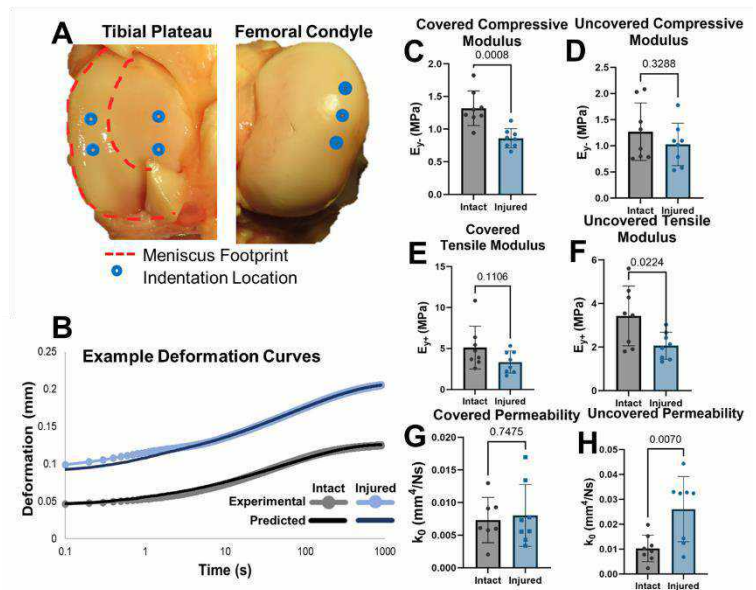 A
Tibial Plateau
Femoral Condyle
Meniscus Footprint
Indentation Location
B
Example Deformation Curves
Deformation (mm)
0.25
0.2
0.15
0.1
0.05
0
0.1
1
10
100
1000
Time (s)
Intact Injured
Experimental
Predicted
C
Covered Compressive
Modulus
0.0008
Ey- (MPa)
2.0
1.5
1.0
0.5
0.0
Intact Injured
D
Uncovered Compressive
Modulus
0.3288
Ey- (MPa)
2.5
2.0
1.5
1.0
0.5
0.0
Intact Injured
E
Covered
Tensile Modulus
0.1106
Ey+ (MPa)
15
10
5
0
Intact Injured
F
Uncovered Tensile
Modulus
0.0224
Ey+ (MPa)
6
4
2
0
Intact Injured
G
Covered Permeability
0.7475
k0 (mm4/Ns)
0.020
0.015
0.010
0.005
0.000
Intact Injured
H
Uncovered Permeability
0.0070
k0 (mm4/Ns)
0.05
0.04
0.03
0.02
0.01
0.00
Intact Injured